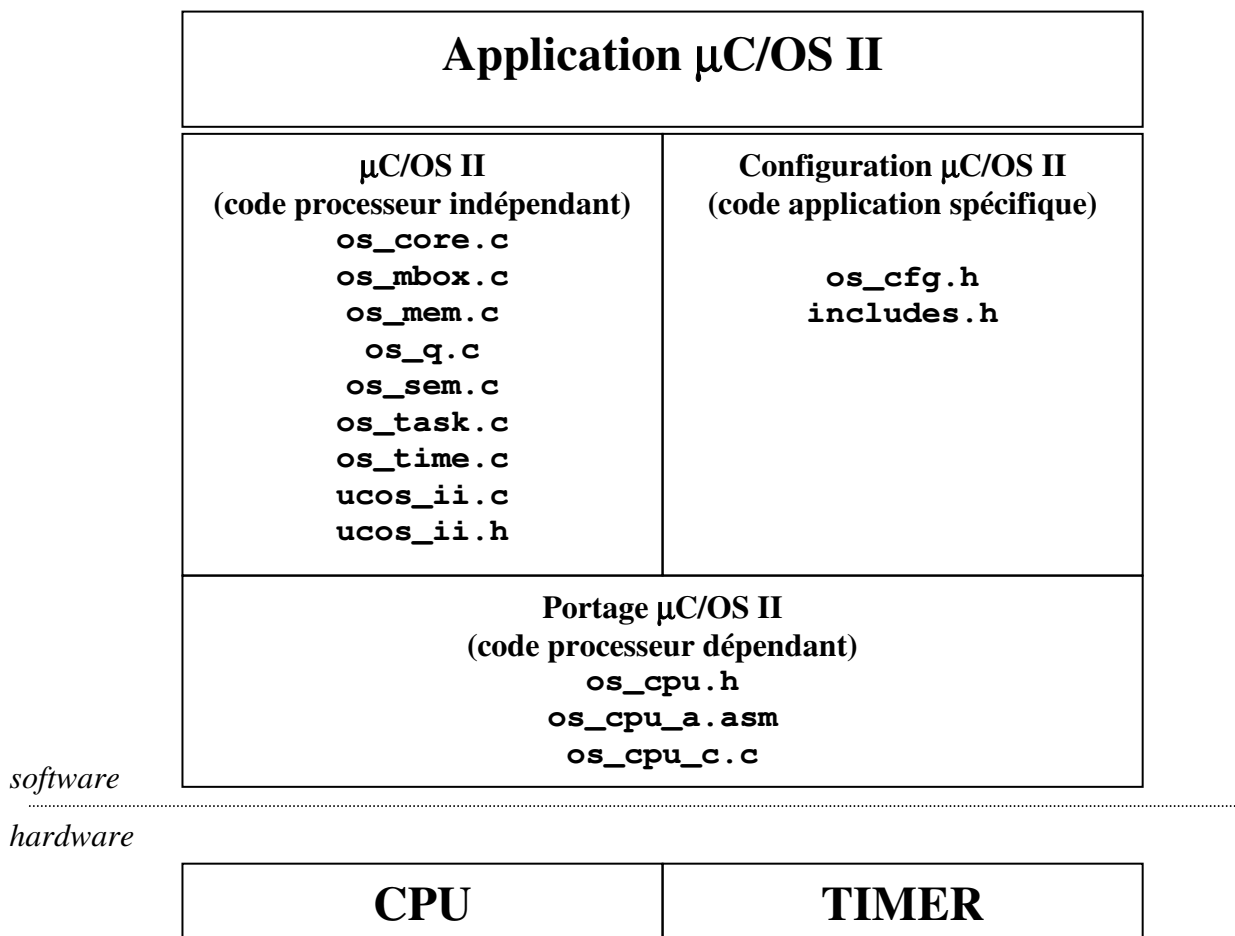 Application µC/OS II
µC/OS II
(code processeur indépendant)
os_core.c
os_mbox.c
os_mem.c
os_q.c
os_sem.c
os_task.c
os_time.c
ucos_ii.c
ucos_ii.h
Configuration µC/OS II
(code application spécifique)
os_cfg.h
includes.h
Portage µC/OS II
(code processeur dépendant)
os_cpu.h
os_cpu_a.asm
os_cpu_c.c
software
hardware
CPU
TIMER